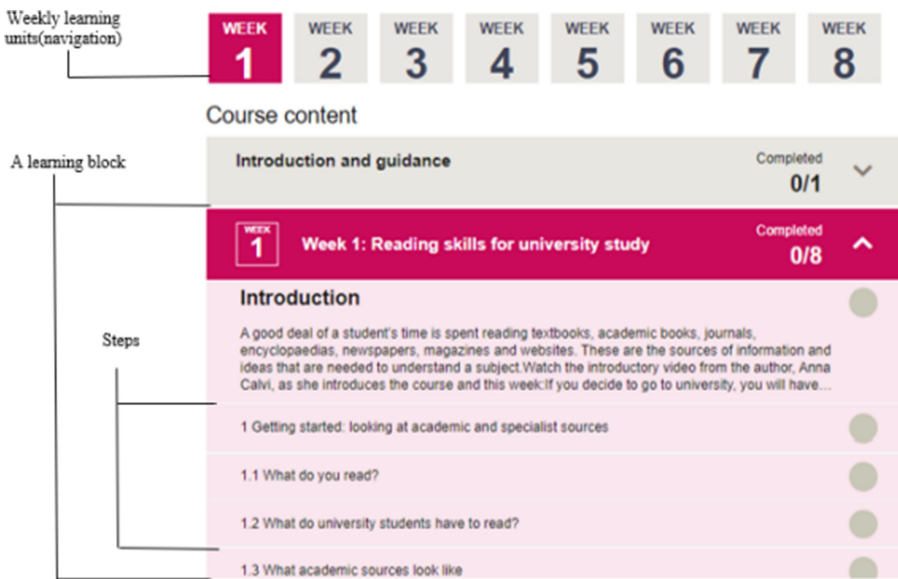 Weekly learning
units(navigation)
WEEK 1
WEEK 2
WEEK 3
WEEK 4
WEEK 5
WEEK 6
WEEK 7
WEEK 8
Course content
A learning block
Introduction and guidance
Completed
0/1
WEEK
1
Week 1: Reading skills for university study
Completed
0/8
Introduction
A good deal of a student's time is spent reading textbooks, academic books, journals,
encyclopaedias, newspapers, magazines and websites. These are the sources of information and
ideas that are needed to understand a subject.Watch the introductory video from the author, Anna
Calvi, as she introduces the course and this week:If you decide to go to university, you will have...
Steps
1 Getting started: looking at academic and specialist sources
1.1 What do you read?
1.2 What do university students have to read?
1.3 What academic sources look like